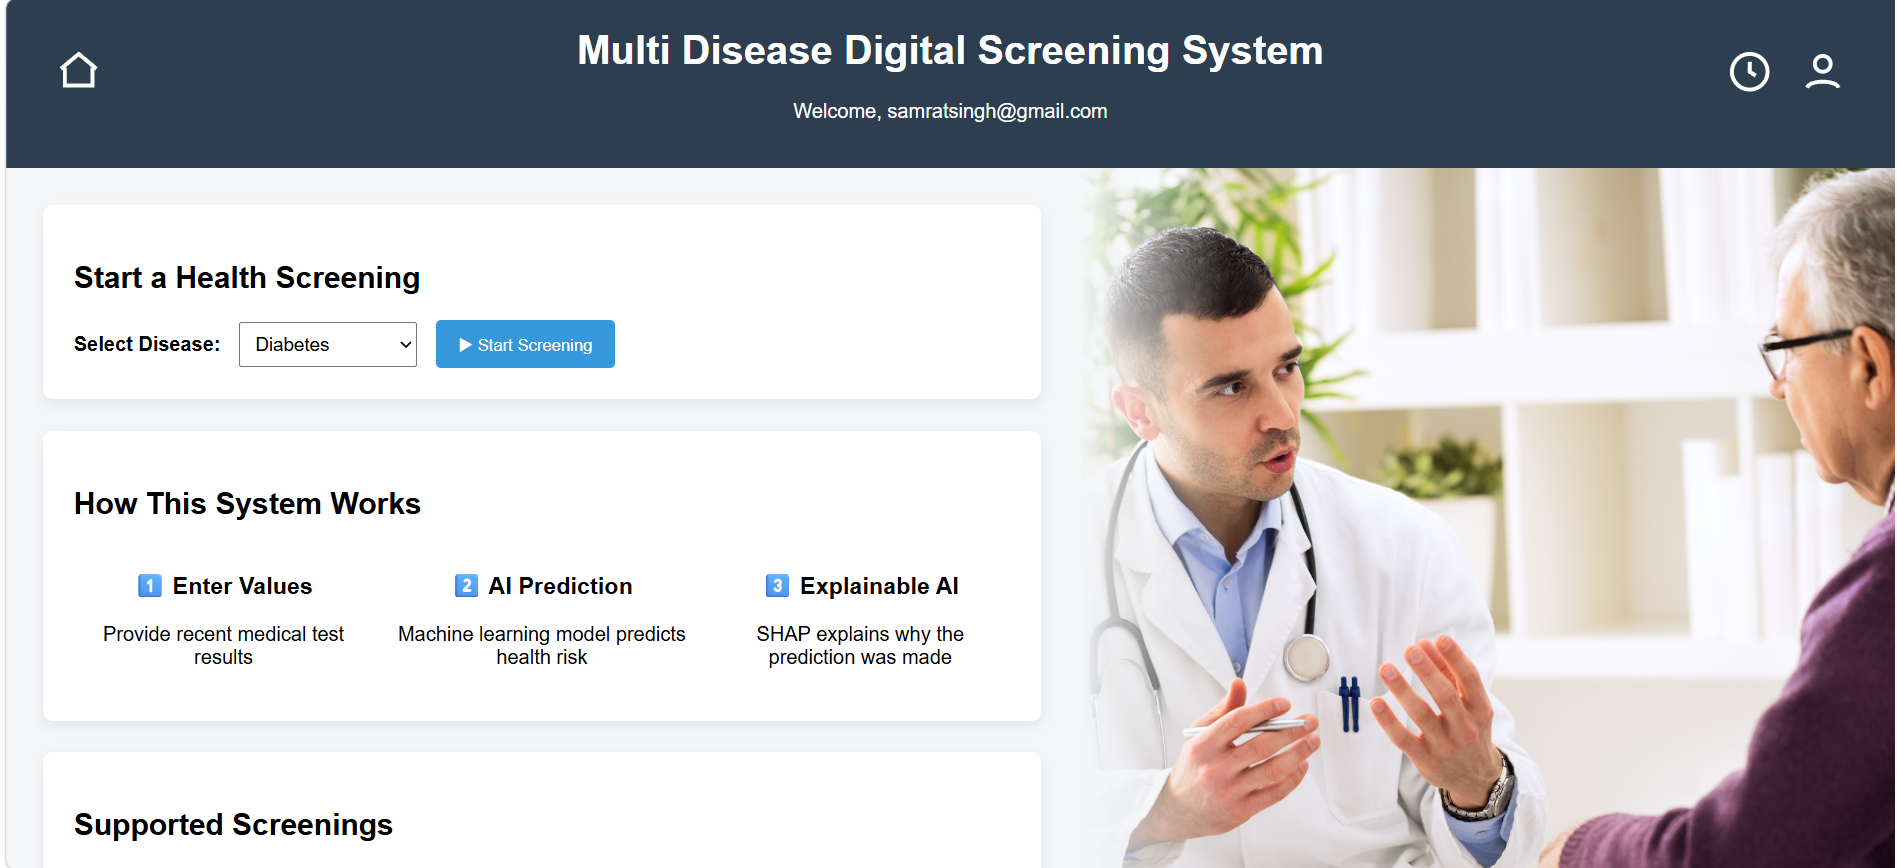 Multi Disease Digital Screening System
Welcome, samratsingh@gmail.com
Start a Health Screening
Select Disease: Diabetes ▶ Start Screening
How This System Works
1 Enter Values
Provide recent medical test
results
2 AI Prediction
Machine learning model predicts
health risk
3 Explainable AI
SHAP explains why the
prediction was made
Supported Screenings